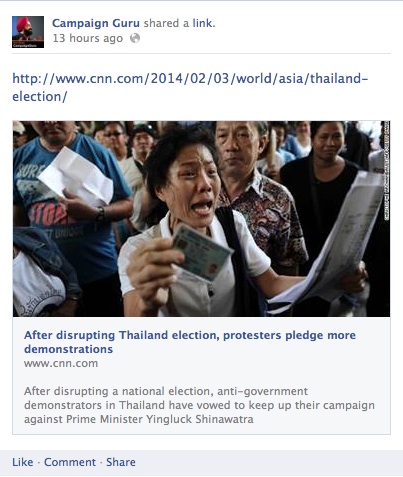 Campaign Guru shared a link.
13 hours ago
http://www.cnn.com/2014/02/03/world/asia/thailand-
election/
After disrupting Thailand election, protesters pledge more
demonstrations
www.cnn.com
After disrupting a national election, anti-government
demonstrators in Thailand have vowed to keep up their campaign
against Prime Minister Yingluck Shinawatra
Like · Comment · Share